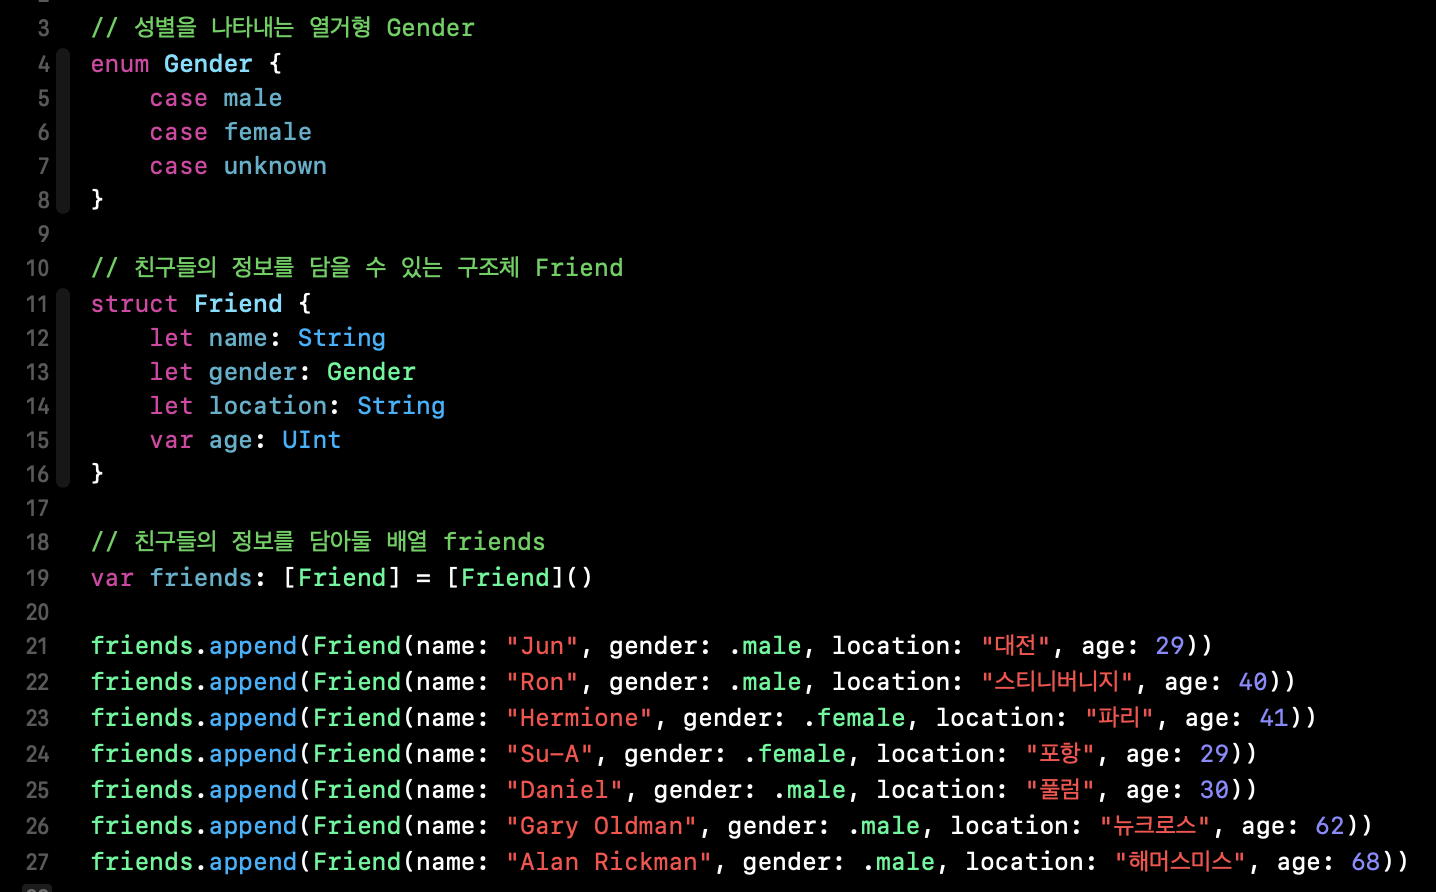 3 // 성별을 나타내는 열거형 Gender
4 enum Gender {
5     case male
6     case female
7     case unknown
8 }
9
10 // 친구들의 정보를 담을 수 있는 구조체 Friend
11 struct Friend {
12     let name: String
13     let gender: Gender
14     let location: String
15     var age: UInt
16 }
17
18 // 친구들의 정보를 담아둘 배열 friends
19 var friends: [Friend] = [Friend]()
20
21 friends.append(Friend(name: "Jun", gender: .male, location: "대전", age: 29))
22 friends.append(Friend(name: "Ron", gender: .male, location: "스티니버니지", age: 40))
23 friends.append(Friend(name: "Hermione", gender: .female, location: "파리", age: 41))
24 friends.append(Friend(name: "Su-A", gender: .female, location: "포항", age: 29))
25 friends.append(Friend(name: "Daniel", gender: .male, location: "풀럼", age: 30))
26 friends.append(Friend(name: "Gary Oldman", gender: .male, location: "뉴크로스", age: 62))
27 friends.append(Friend(name: "Alan Rickman", gender: .male, location: "해머스미스", age: 68))